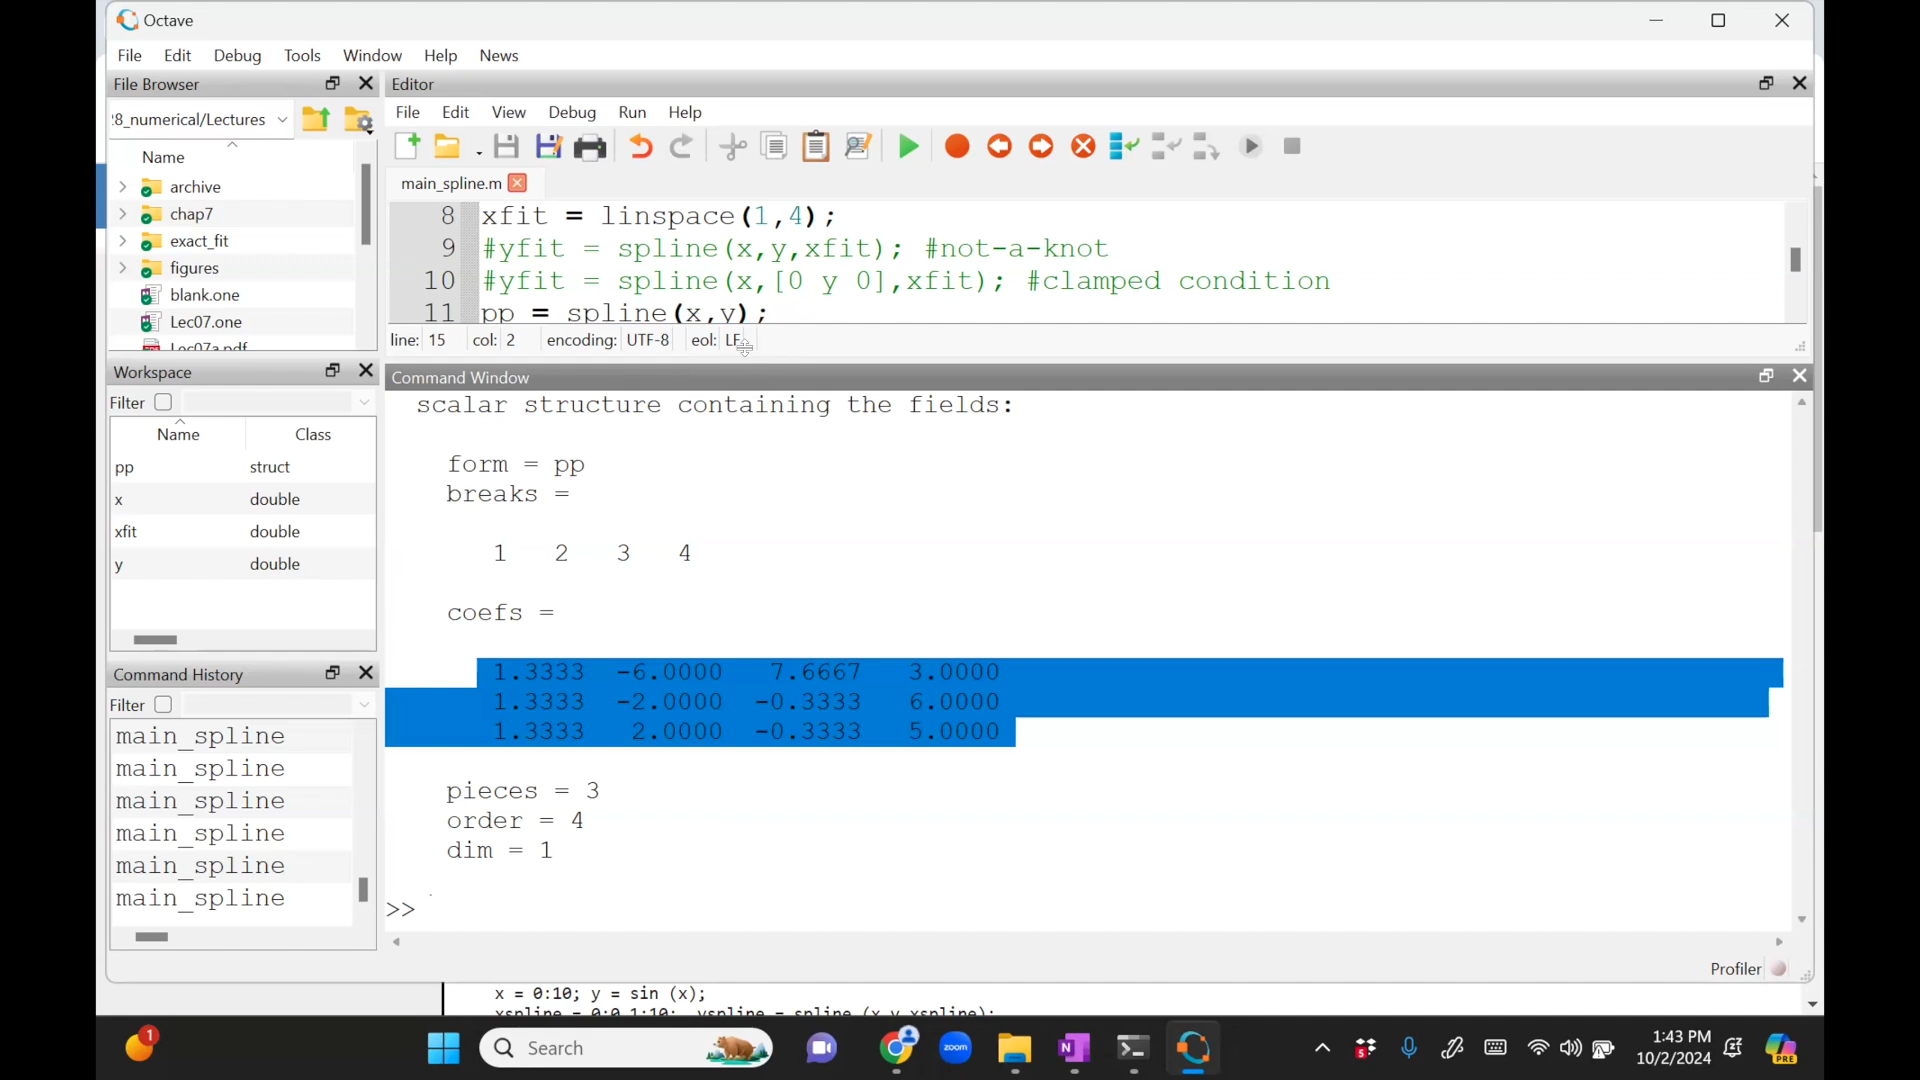 Octave
File Edit Debug Tools Window Help News
File Browser
Editor
File Edit View Debug Run Help
28_numerical/Lectures
Name
archive
chap7
exact_fit
figures
blank.one
Lec07.one
Lec07a.pdf
main_spline.m
8 xfit = linspace(1,4);
9 #yfit = spline(x,y,xfit); #not-a-knot
10 #yfit = spline(x,[0 y 0],xfit); #clamped condition
11 pp = spline(x,y);
line: 15 col: 2 encoding: UTF-8 eol: LF
Workspace
Filter
Name Class
pp struct
x double
xfit double
y double
Command History
Filter
main_spline
main_spline
main_spline
main_spline
main_spline
main_spline
Command Window
scalar structure containing the fields:
form = pp
breaks =
1 2 3 4
coefs =
1.3333 -6.0000 7.6667 3.0000
1.3333 -2.0000 -0.3333 6.0000
1.3333 2.0000 -0.3333 5.0000
pieces = 3
order = 4
dim = 1
>>
Profiler
x = 0:10; y = sin (x);
xspline = 0:0.1:10; yspline = spline (x,y,xspline);
1
Search
zoom
N
5
1:43 PM
10/2/2024
PRE